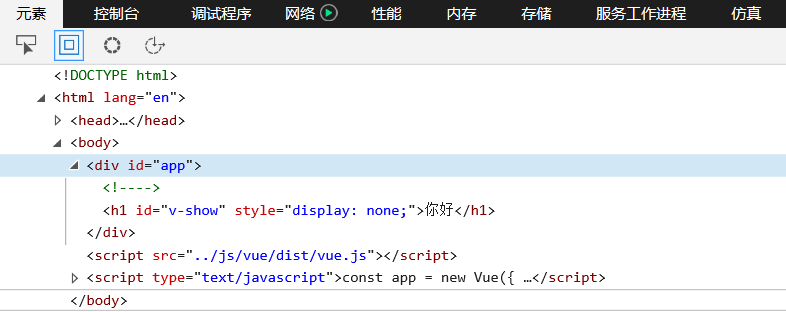 元素 控制台 调试程序 网络 性能 内存 存储 服务工作进程 仿真
<!DOCTYPE html>
<html lang="en">
<head>…</head>
<body>
<div id="app">
<!---->
<h1 id="v-show" style="display: none;">你好</h1>
</div>
<script src="../js/vue/dist/vue.js"></script>
<script type="text/javascript">const app = new Vue({ …</script>
</body>